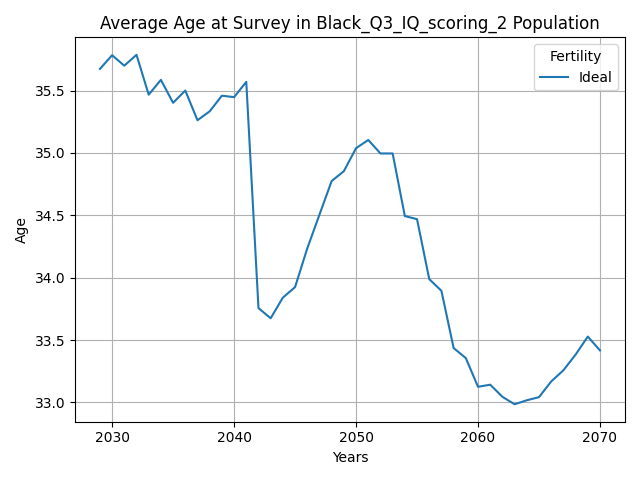 Average Age at Survey in Black_Q3_IQ_scoring_2 Population
Fertility
Ideal
35.5
35.0
34.5
34.0
33.5
33.0
Age
2030 2040 2050 2060 2070
Years